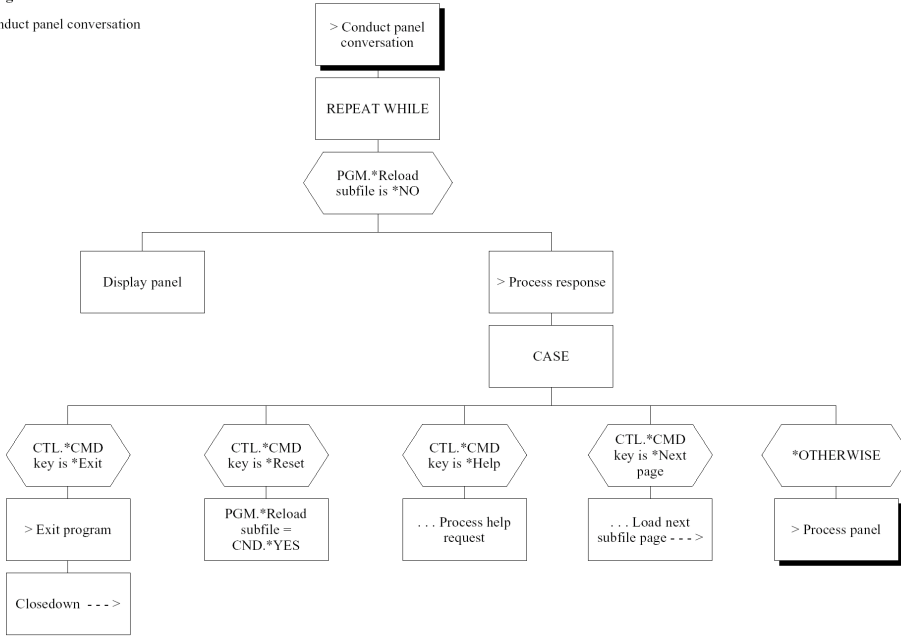 nduct panel conversation
> Conduct panel
conversation
REPEAT WHILE
PGM.*Reload
subfile is *NO
Display panel
> Process response
CASE
CTL.*CMD
key is *Exit
CTL.*CMD
key is *Reset
CTL.*CMD
key is *Help
CTL.*CMD
key is *Next
page
*OTHERWISE
> Exit program
PGM.*Reload
subfile =
CND.*YES
. . . Process help
request
. . . Load next
subfile page - - - >
> Process panel
Closedown - - - >